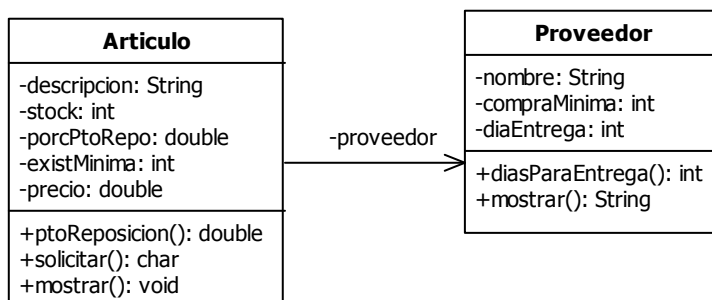 Articulo
-descripcion: String
-stock: int
-porcPtoRepo: double
-existMinima: int
-precio: double
+ptoReposicion(): double
+solicitar(): char
+mostrar(): void
-proveedor
Proveedor
-nombre: String
-compraMinima: int
-diaEntrega: int
+diasParaEntrega(): int
+mostrar(): String